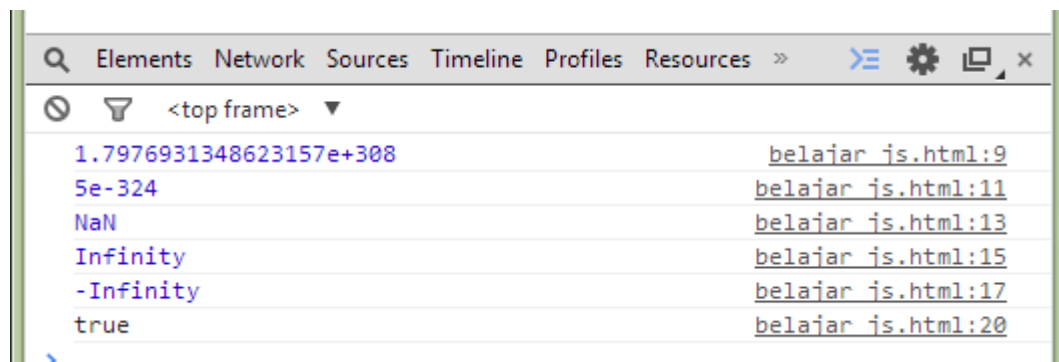 Elements Network Sources Timeline Profiles Resources »
<top frame> ▼
1.7976931348623157e+308 belajar js.html:9
5e-324 belajar js.html:11
NaN belajar js.html:13
Infinity belajar js.html:15
-Infinity belajar js.html:17
true belajar js.html:20